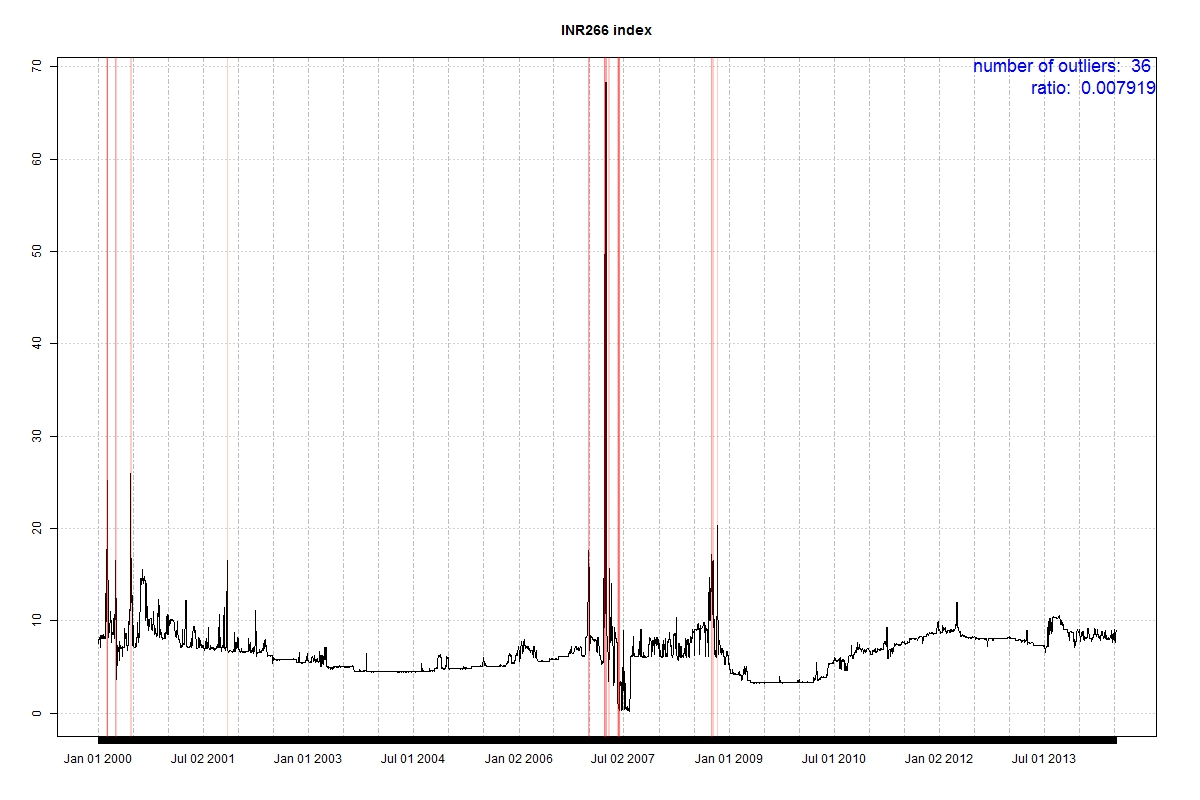 INR266 index
number of outliers: 36
ratio: 0.007919
70
60
50
40
30
20
10
0
Jan 01 2000 Jul 02 2001 Jan 01 2003 Jul 01 2004 Jan 02 2006 Jul 02 2007 Jan 01 2009 Jul 01 2010 Jan 02 2012 Jul 01 2013